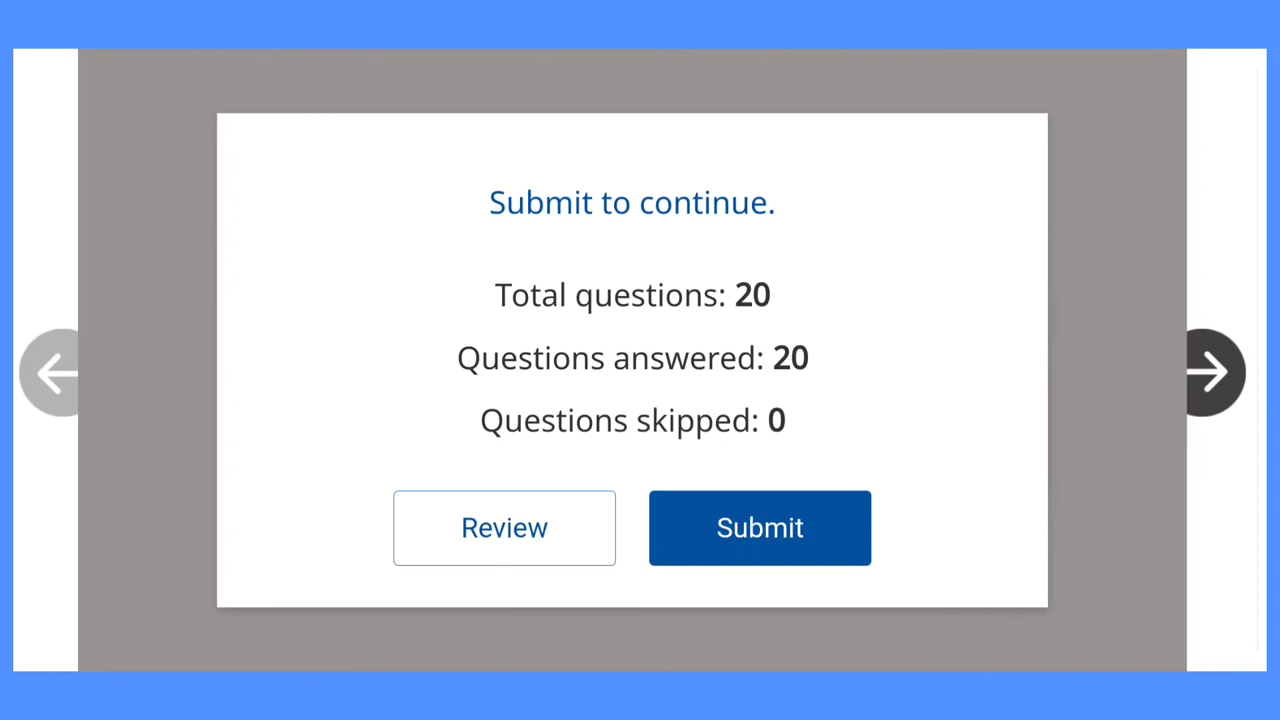 Submit to continue.
Total questions: 20
Questions answered: 20
Questions skipped: 0
Review
Submit